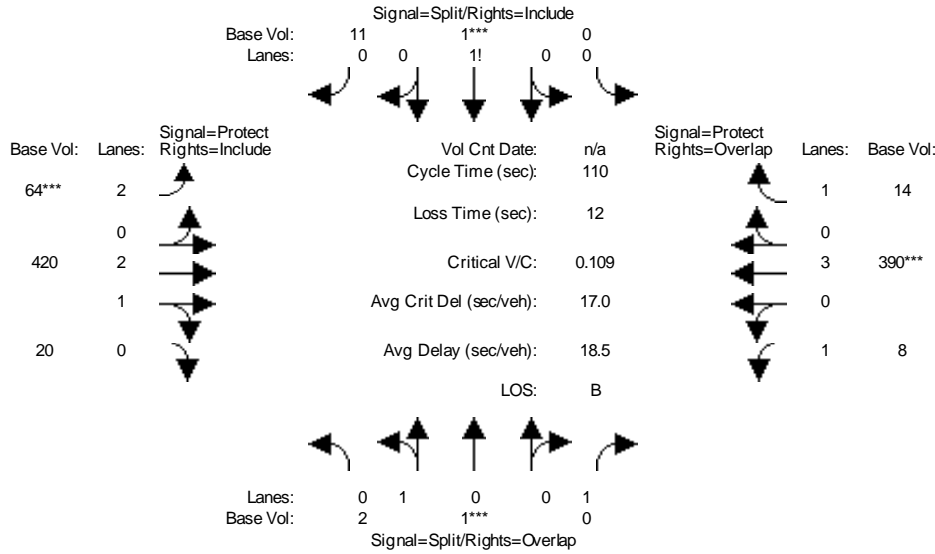 Signal=Split/Rights=Include
Base Vol: 11 1*** 0
Lanes: 0 0 1! 0 0
Signal=Protect
Base Vol: Lanes: Rights=Include
Vol Cnt Date: n/a
Signal=Protect
Rights=Overlap Lanes: Base Vol:
Cycle Time (sec): 110
64*** 2
1 14
Loss Time (sec): 12
0
0
420 2
Critical V/C: 0.109
3 390***
1
Avg Crit Del (sec/veh): 17.0
0
20 0
Avg Delay (sec/veh): 18.5
1 8
LOS: B
Lanes: 0 1 0 0 1
Base Vol: 2 1*** 0
Signal=Split/Rights=Overlap